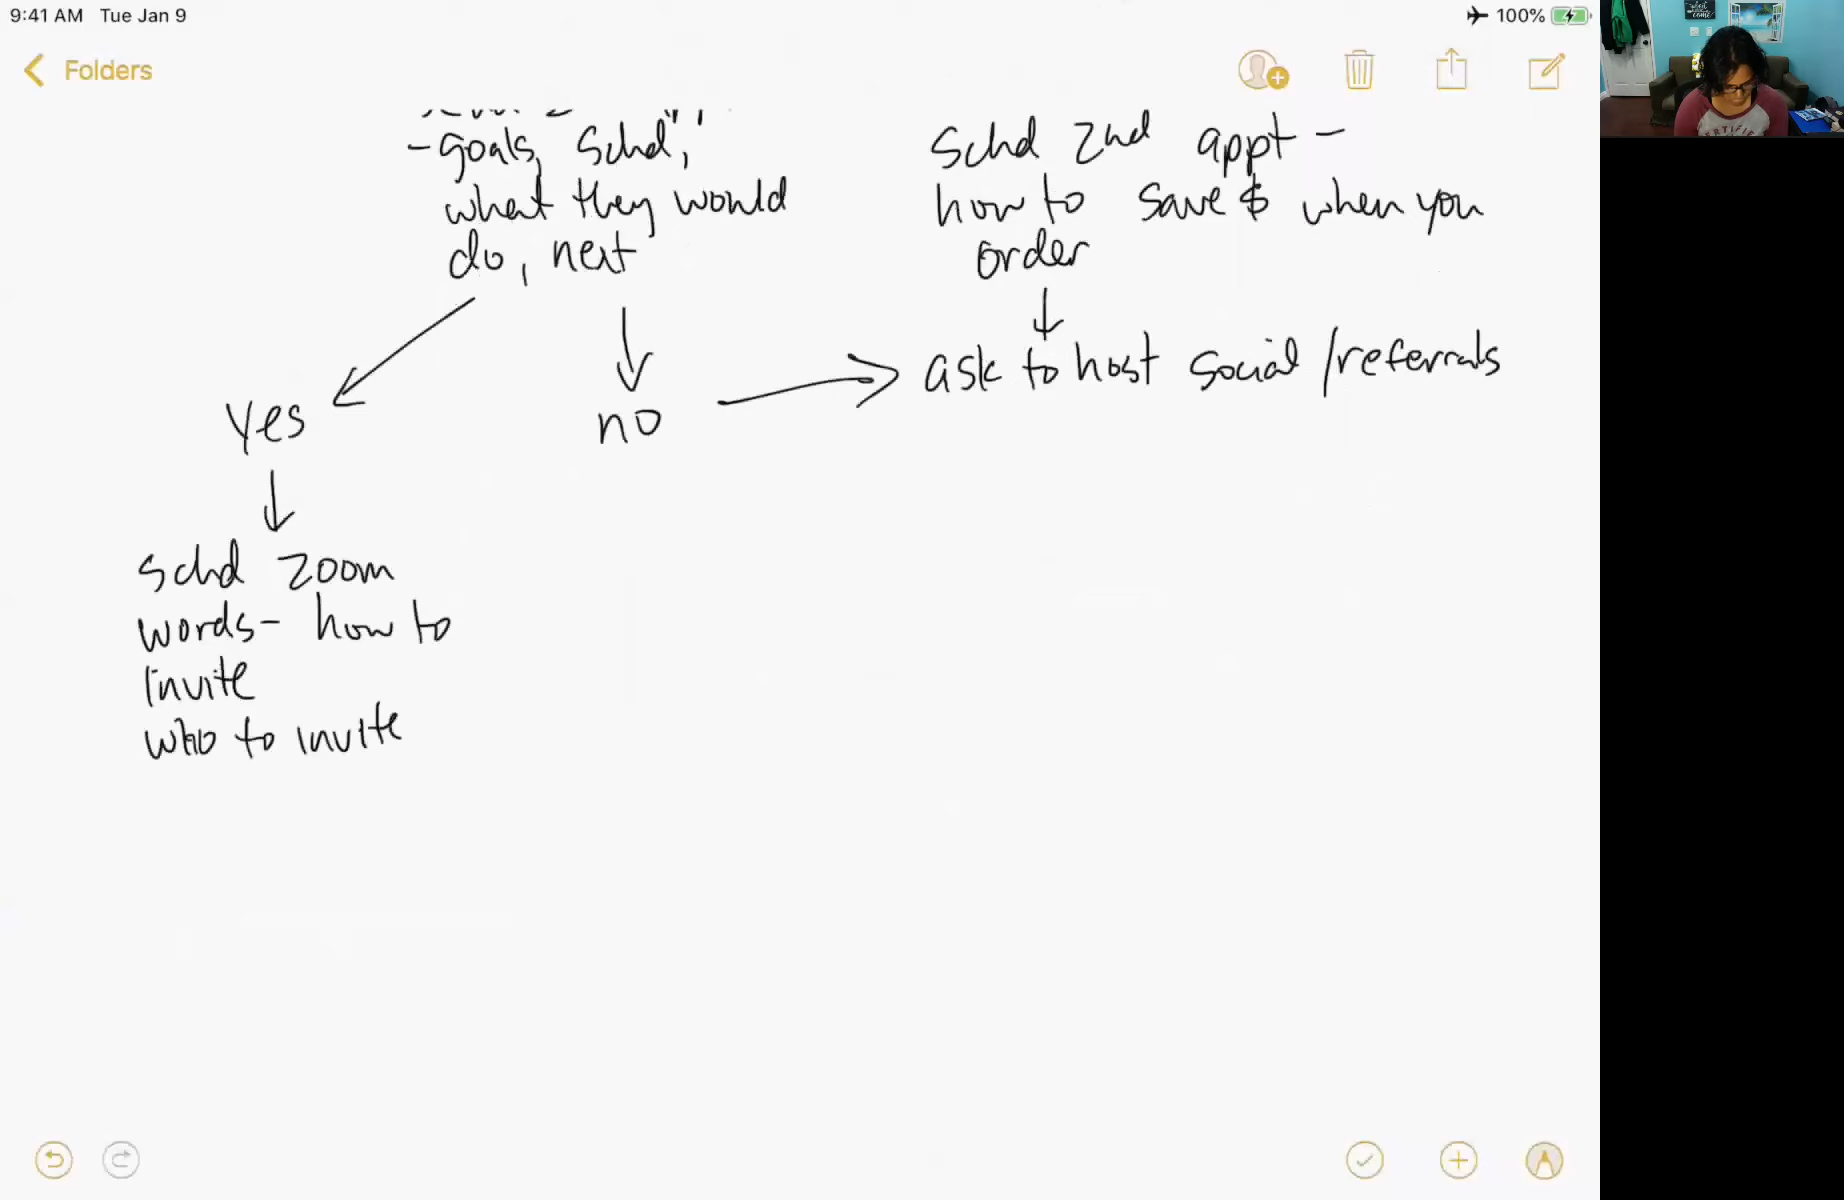 9:41 AM Tue Jan 9
100%
Folders
- goals, Schd",'
what they would
do, next
Yes
no
Schd zoom
words- how to
invite
who to invite
Schd 2nd appt -
how to save $ when you
order
ask to host social /referrals